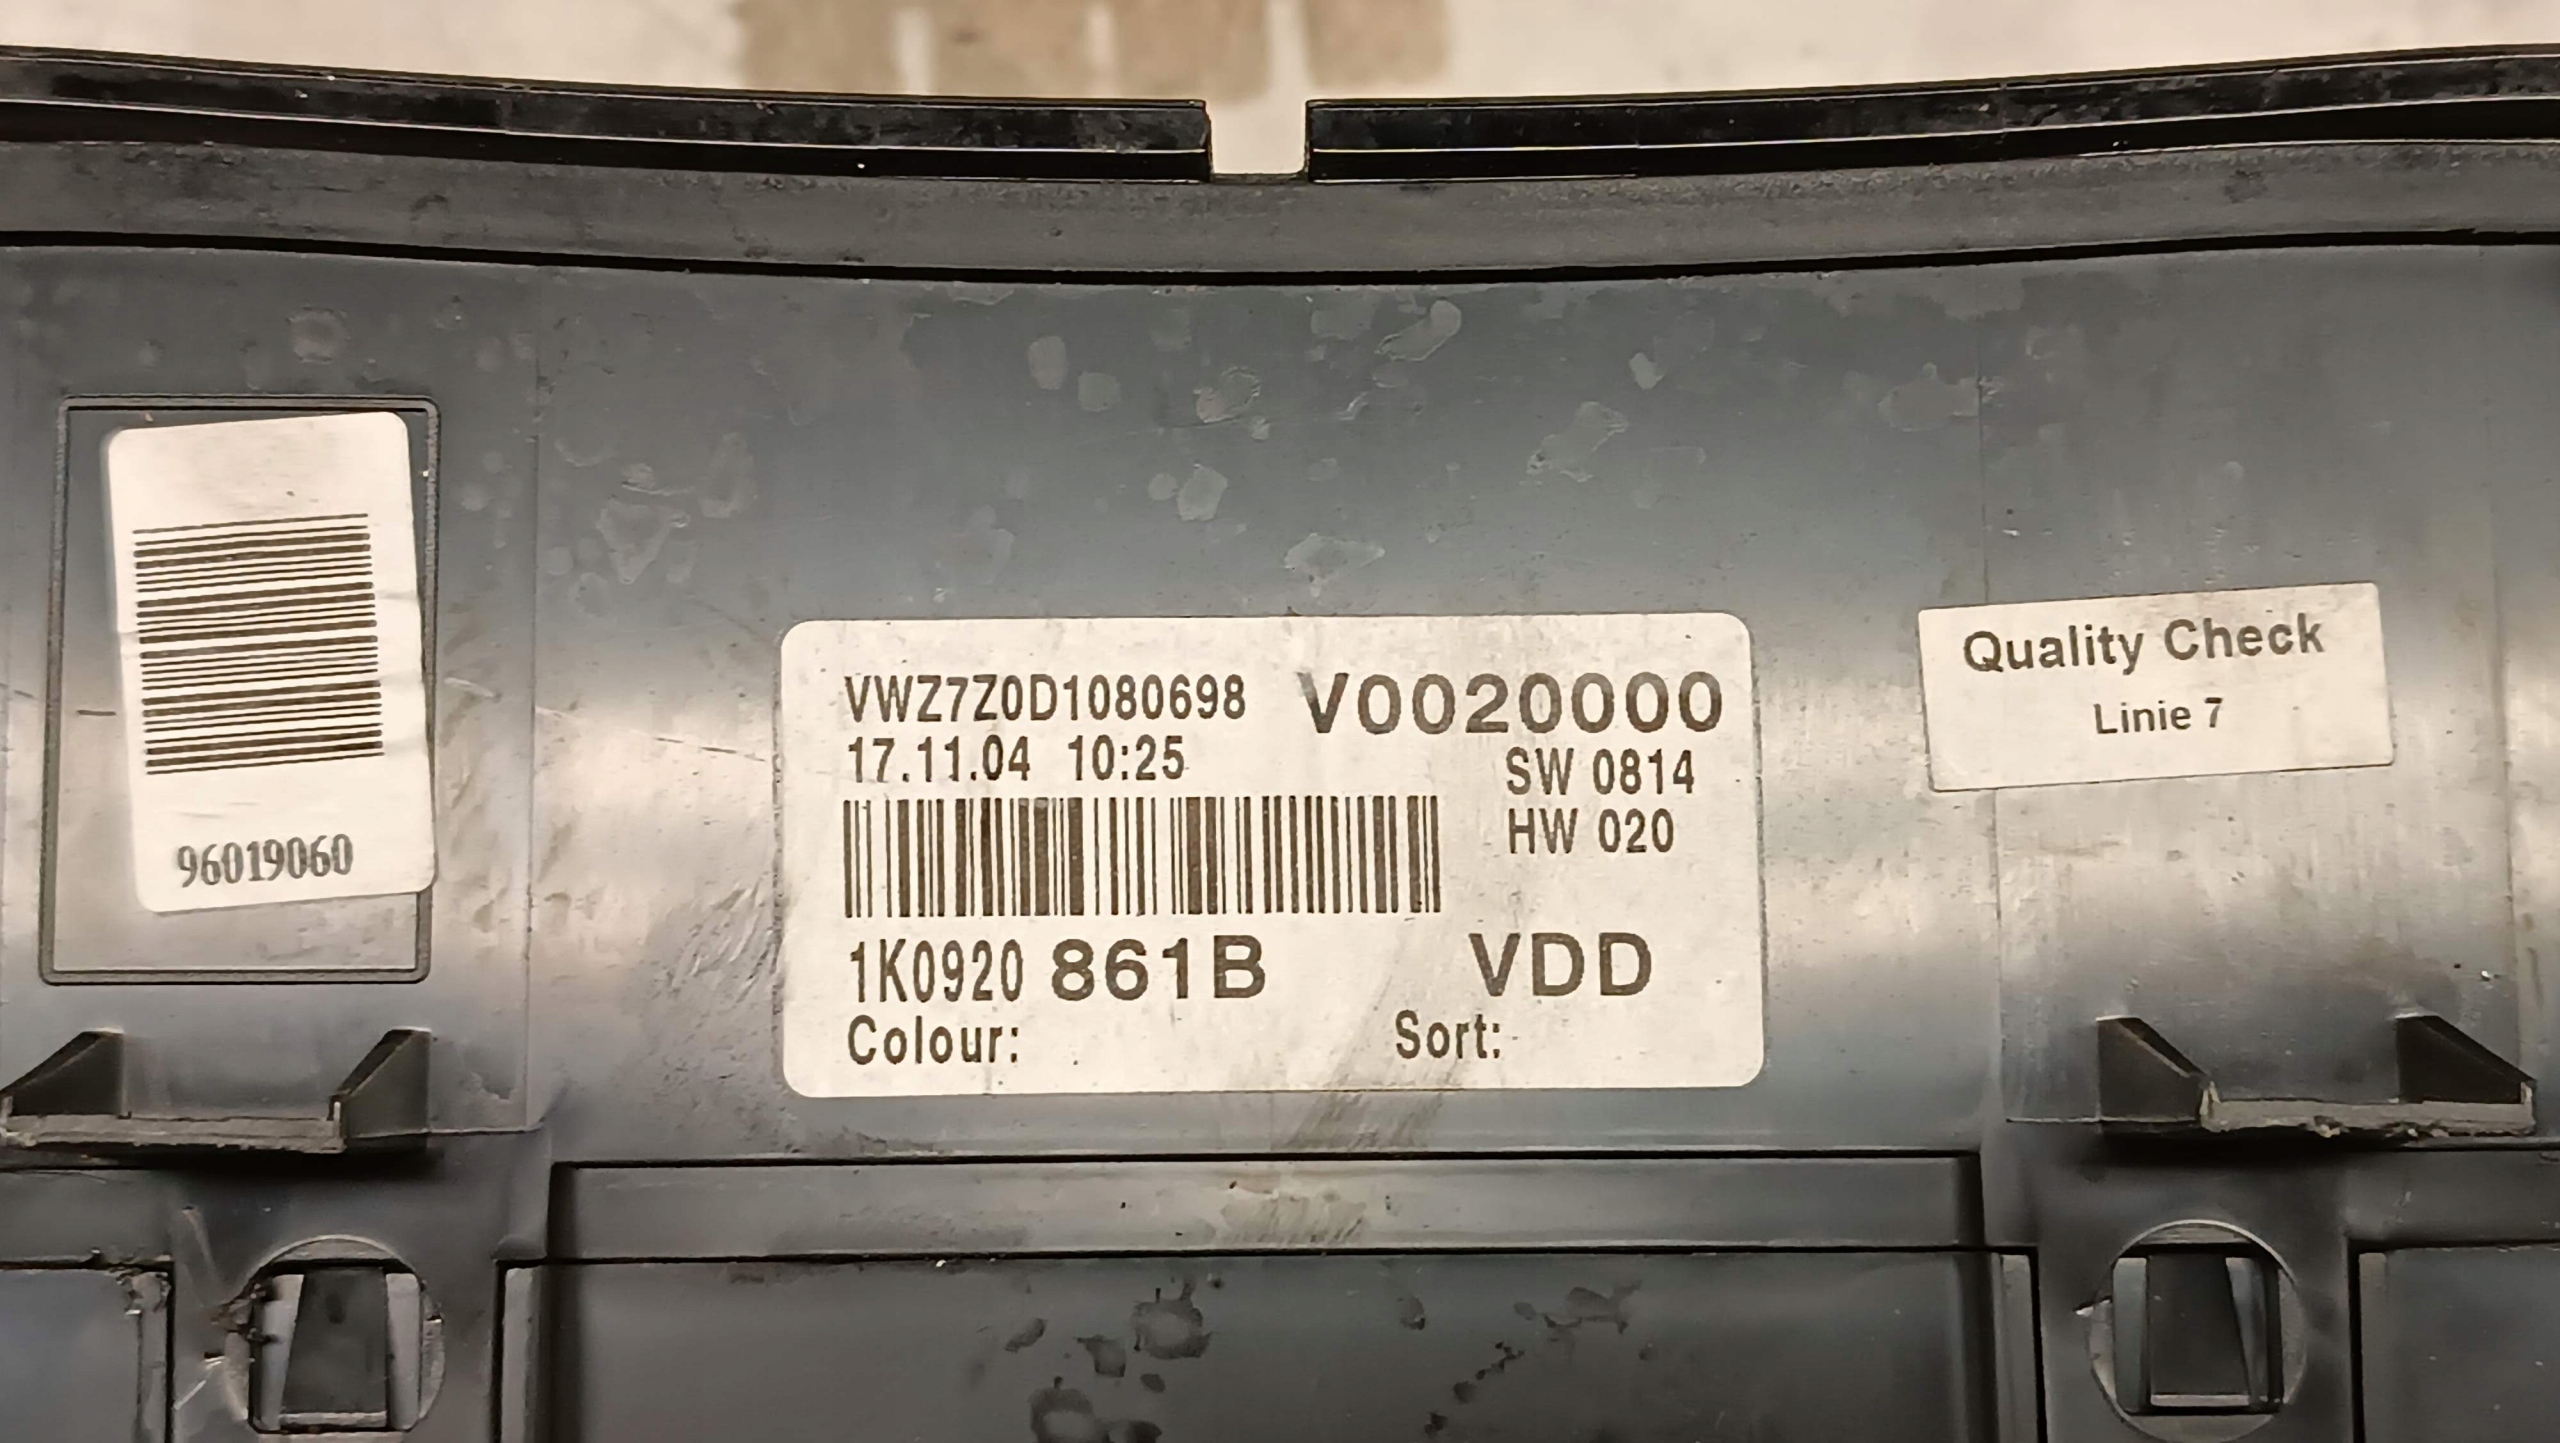 96019060
VWZ7Z0D1080698 V0020000
17.11.04 10:25 SW 0814
HW 020
1K0920 861B VDD
Colour: Sort:
Quality Check
Linie 7